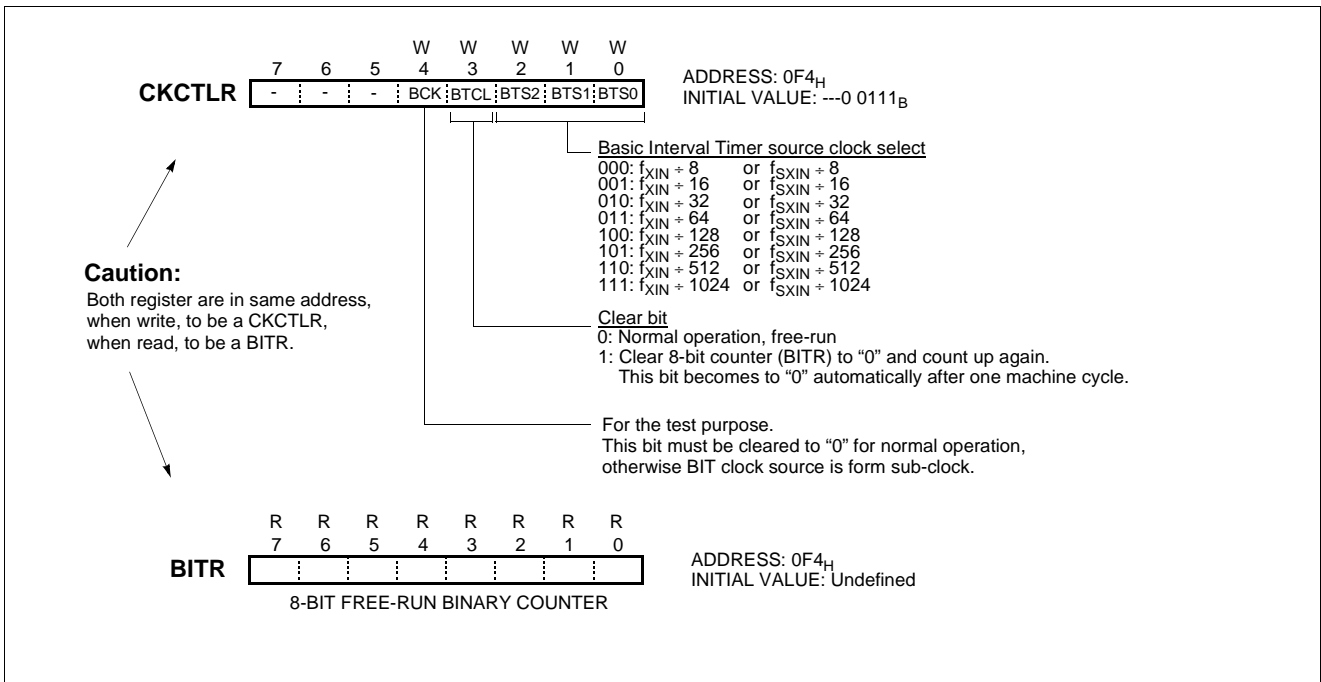 W W W W W
7 6 5 4 3 2 1 0
CKCTLR - - - BCK BTCL BTS2 BTS1 BTS0
ADDRESS: 0F4H
INITIAL VALUE: ---0 0111B
Basic Interval Timer source clock select
000: fXIN ÷ 8 or fSXIN ÷ 8
001: fXIN ÷ 16 or fSXIN ÷ 16
010: fXIN ÷ 32 or fSXIN ÷ 32
011: fXIN ÷ 64 or fSXIN ÷ 64
100: fXIN ÷ 128 or fSXIN ÷ 128
101: fXIN ÷ 256 or fSXIN ÷ 256
110: fXIN ÷ 512 or fSXIN ÷ 512
111: fXIN ÷ 1024 or fSXIN ÷ 1024
Caution:
Both register are in same address,
when write, to be a CKCTLR,
when read, to be a BITR.
Clear bit
0: Normal operation, free-run
1: Clear 8-bit counter (BITR) to “0” and count up again.
This bit becomes to “0” automatically after one machine cycle.
For the test purpose.
This bit must be cleared to “0” for normal operation,
otherwise BIT clock source is form sub-clock.
R R R R R R R R
7 6 5 4 3 2 1 0
BITR
ADDRESS: 0F4H
INITIAL VALUE: Undefined
8-BIT FREE-RUN BINARY COUNTER